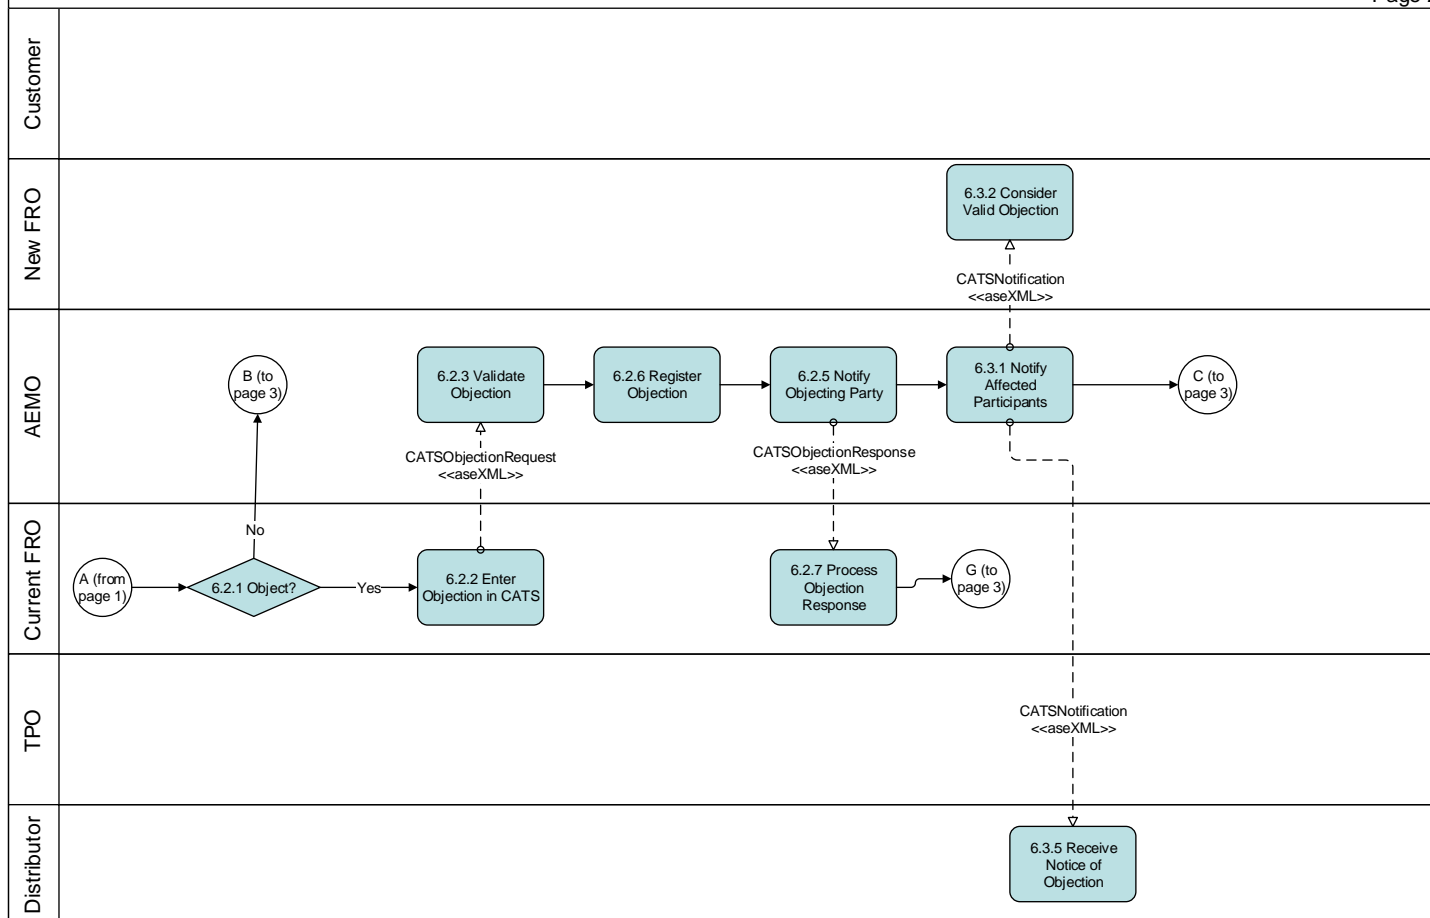 Customer
New FRO
6.3.2 Consider
Valid Objection
CATSNotification
<<aseXML>>
AEMO
B (to
page 3)
6.2.3 Validate
Objection
6.2.6 Register
Objection
6.2.5 Notify
Objecting Party
6.3.1 Notify
Affected
Participants
C (to
page 3)
CATSObjectionRequest
<<aseXML>>
CATSObjectionResponse
<<aseXML>>
Current FRO
No
A (from
page 1)
6.2.1 Object?
Yes
6.2.2 Enter
Objection in CATS
6.2.7 Process
Objection
Response
G (to
page 3)
TPO
CATSNotification
<<aseXML>>
Distributor
6.3.5 Receive
Notice of
Objection